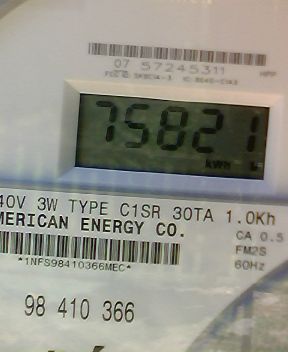 07 57245311
HPP
75821
kWh
40V 3W TYPE C1SR 30TA 1.0Kh
MERICAN ENERGY CO.
CA 0.5
FM2S
60Hz
*1NFS98410366MEC*
98 410 366